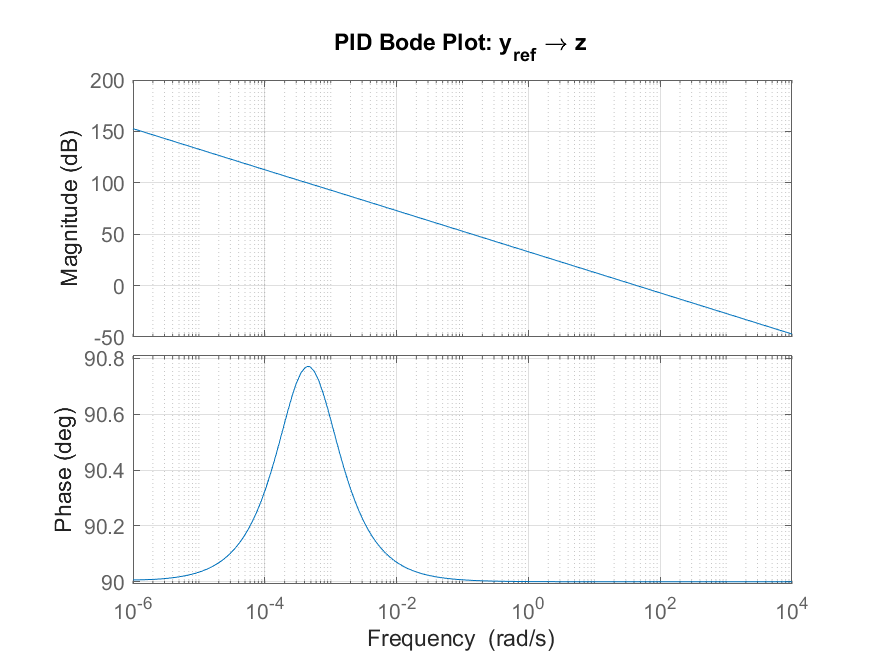 PID Bode Plot: y_ref → z
Magnitude (dB)
200
150
100
50
0
-50
Phase (deg)
90.8
90.6
90.4
90.2
90
10^-6 10^-4 10^-2 10^0 10^2 10^4
Frequency (rad/s)